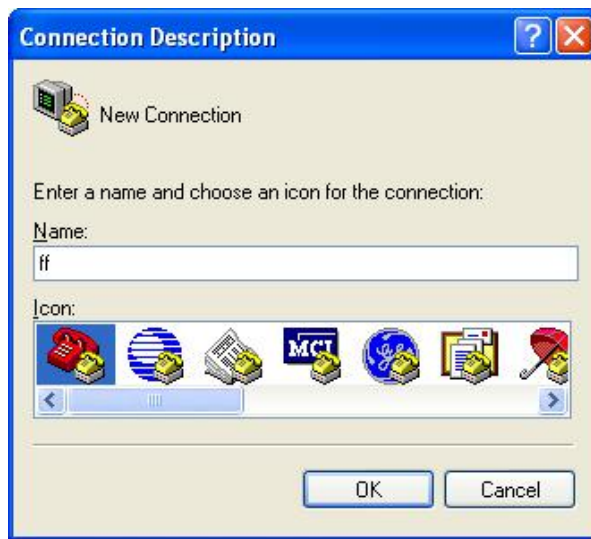 Connection Description
New Connection
Enter a name and choose an icon for the connection:
Name:
ff
Icon:
MCI
OK Cancel